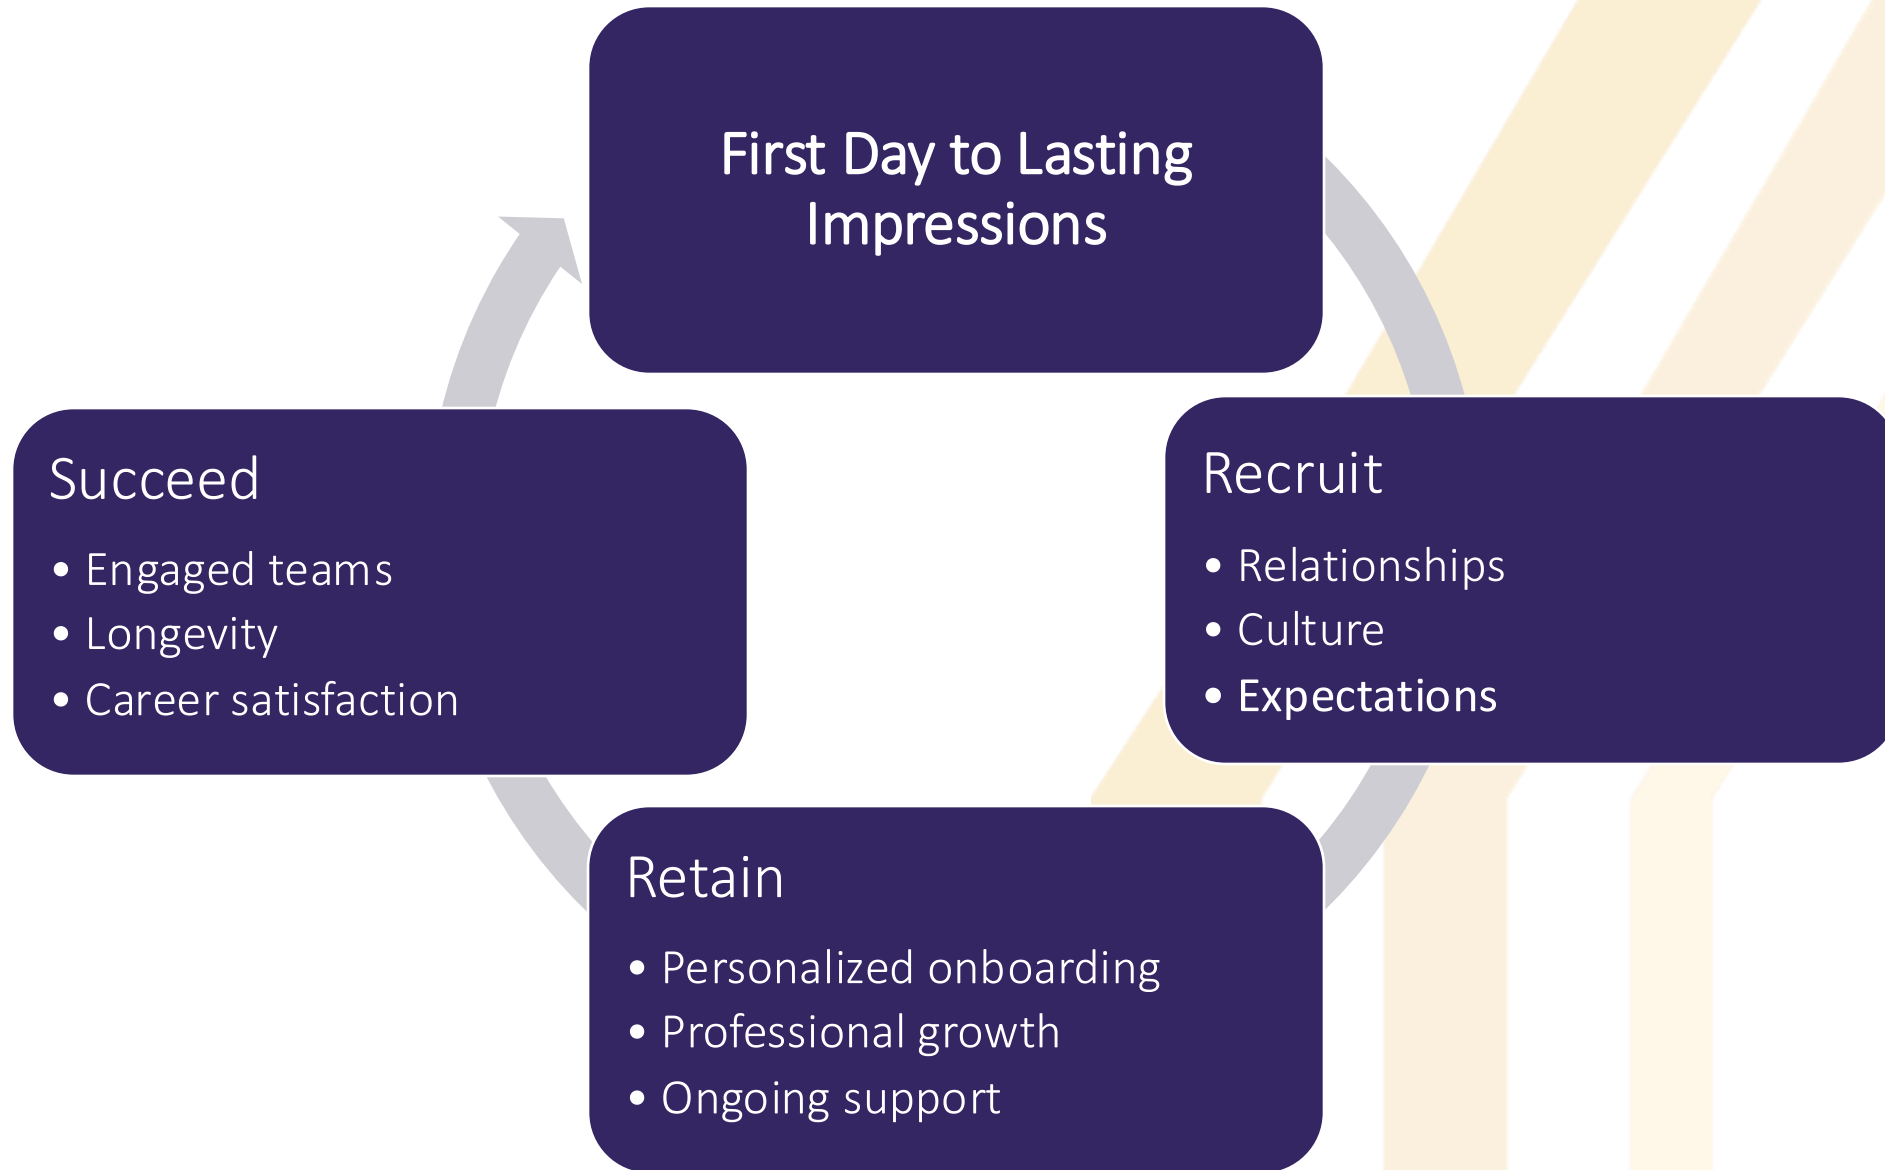 First Day to Lasting
Impressions
Recruit
• Relationships
• Culture
• Expectations
Retain
• Personalized onboarding
• Professional growth
• Ongoing support
Succeed
• Engaged teams
• Longevity
• Career satisfaction